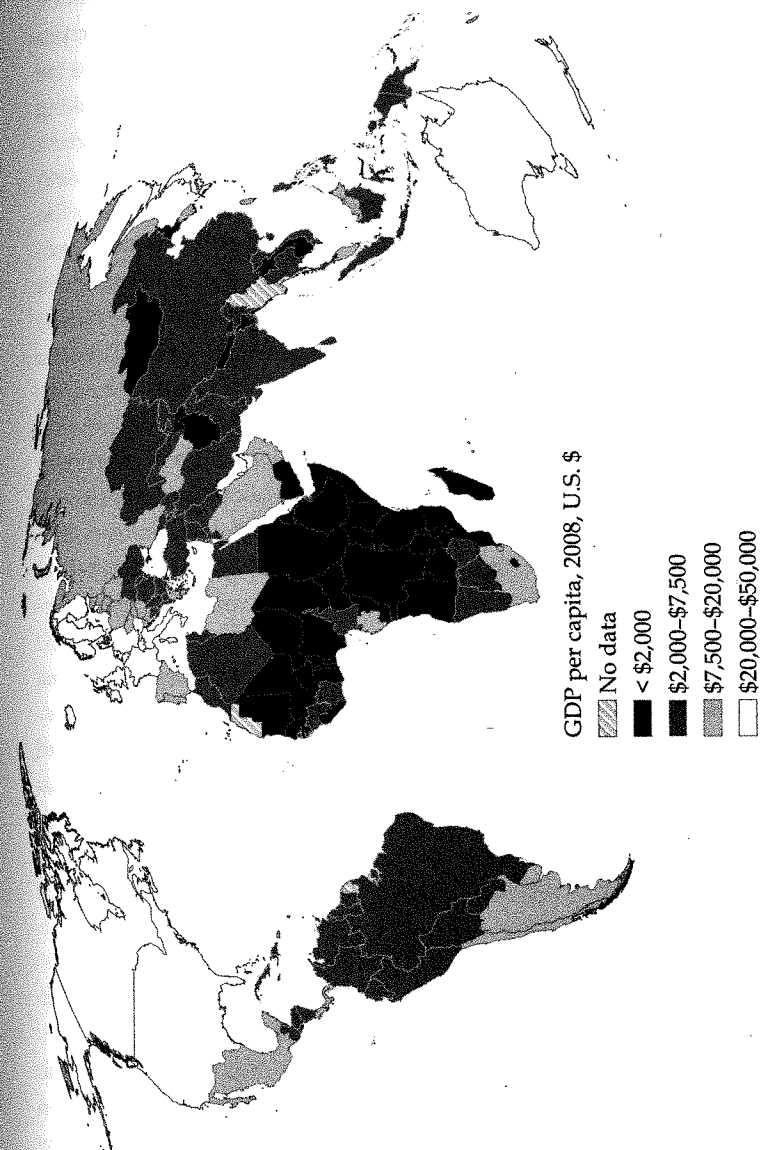 GDP per capita, 2008, U.S. $
No data
< $2,000
$2,000–$7,500
$7,500–$20,000
$20,000–$50,000